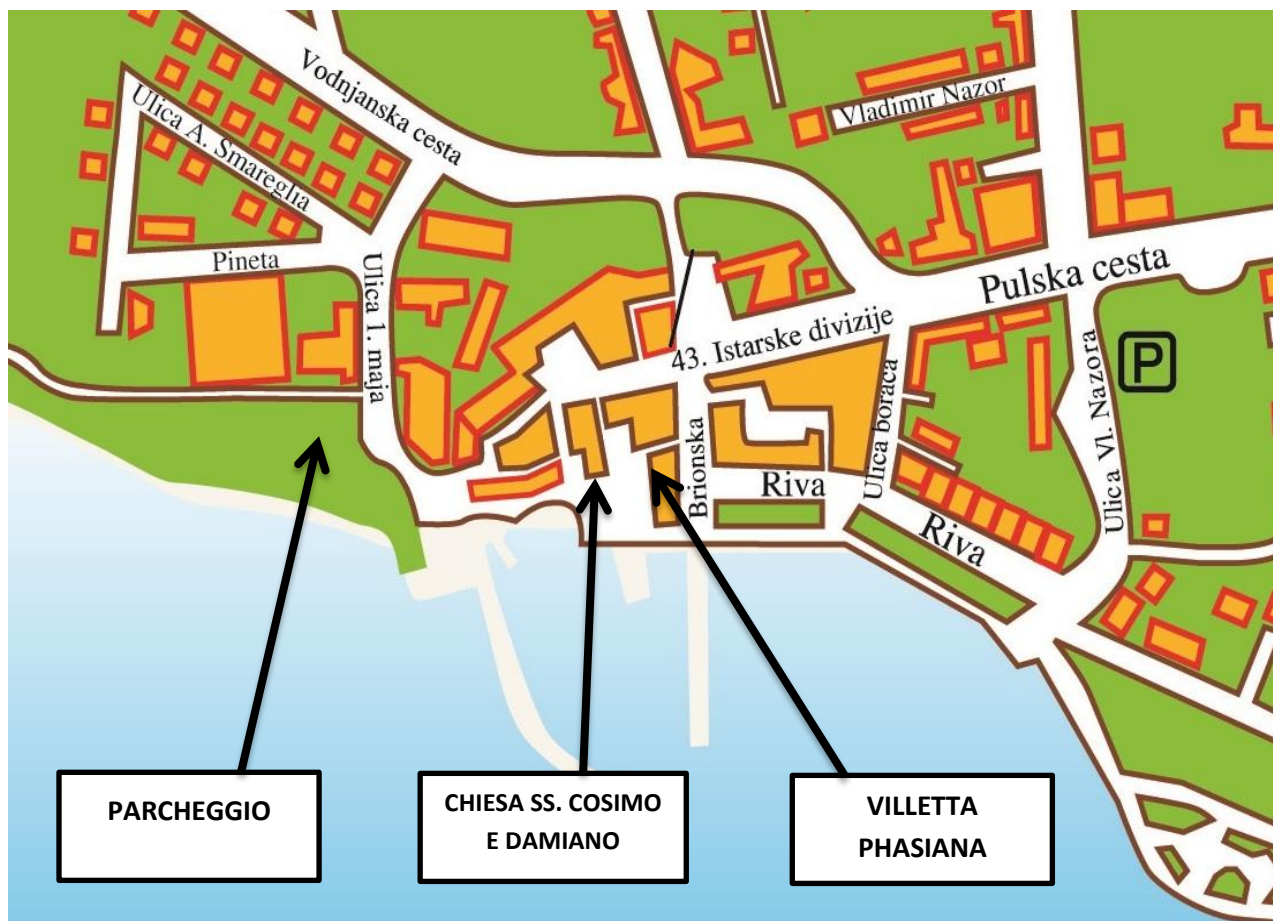 Vodnjanska cesta
Ulica A. Smareglia
Vladimir Nazor
Pineta
Ulica 1. maja
Pulska cesta
43. Istarske divizije
P
Ulica boraca
Ulica Vl. Nazora
Brionska
Riva
Riva
PARCHEGGIO
CHIESA SS. COSIMO
E DAMIANO
VILLETTA
PHASIANA